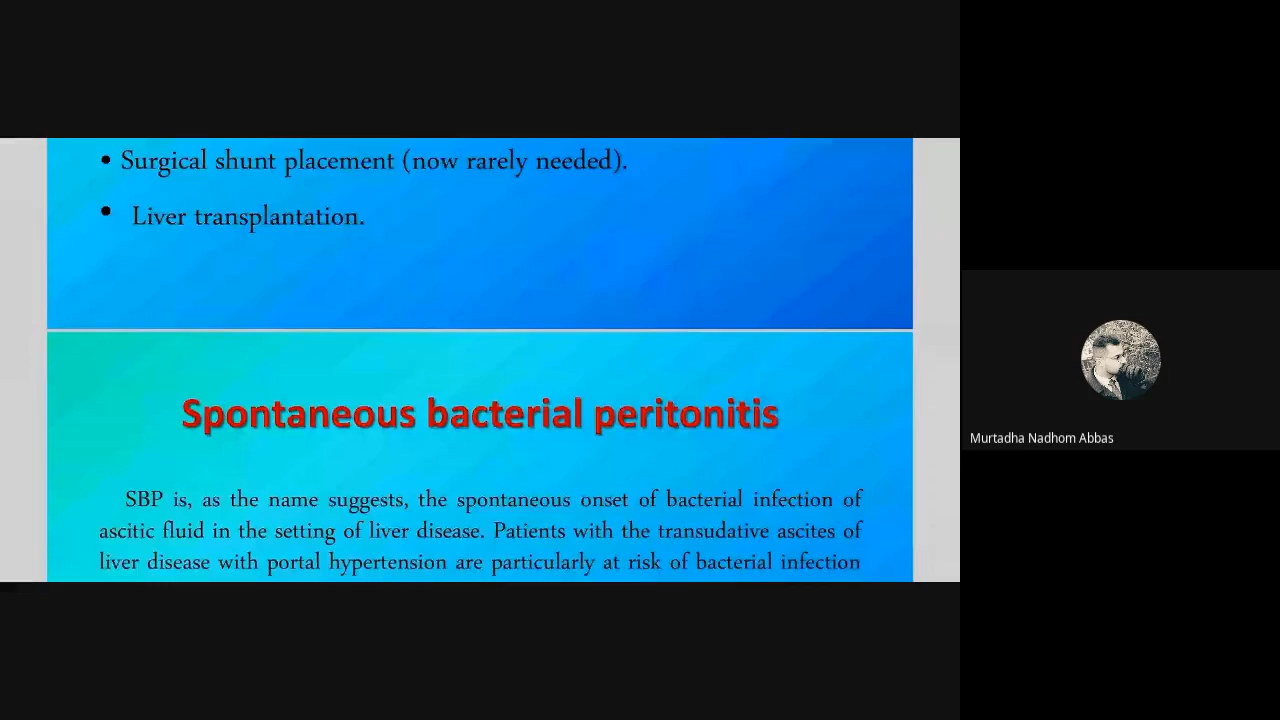 • Surgical shunt placement (now rarely needed).
• Liver transplantation.
Spontaneous bacterial peritonitis
SBP is, as the name suggests, the spontaneous onset of bacterial infection of
ascitic fluid in the setting of liver disease. Patients with the transudative ascites of
liver disease with portal hypertension are particularly at risk of bacterial infection
Murtadha Nadhom Abbas